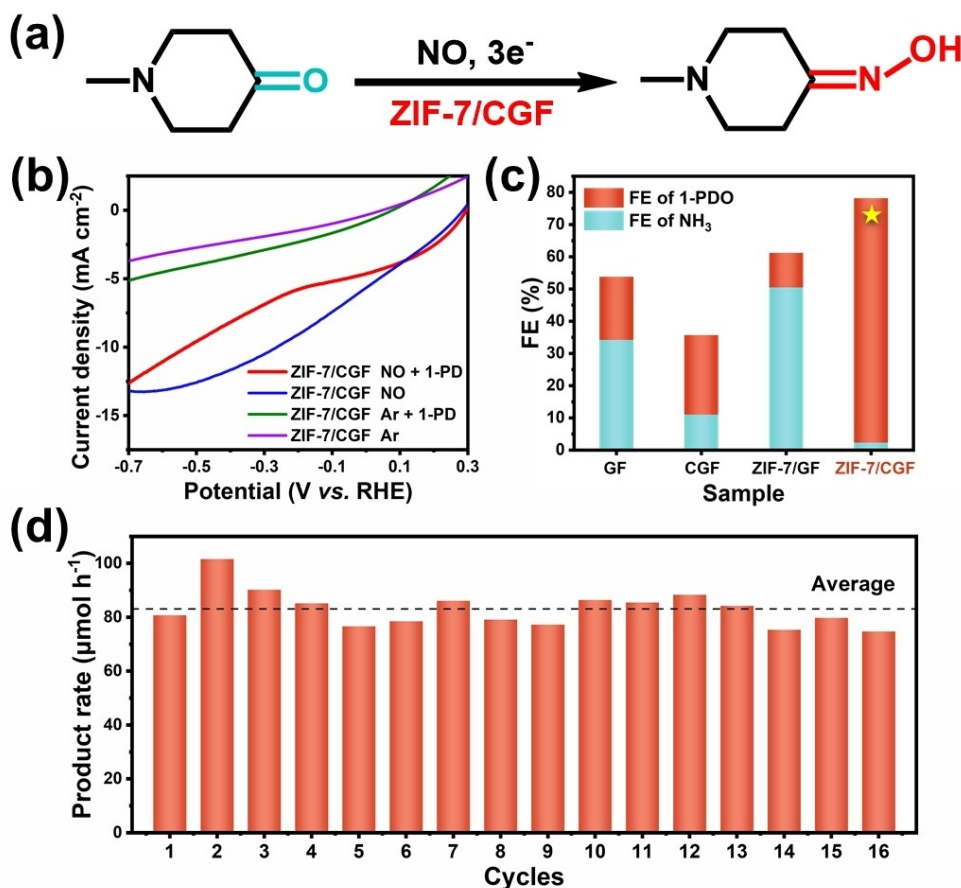 (a)
N
O
NO, 3e⁻
ZIF-7/CGF
N
N
OH
(b)
Current density (mA cm⁻²)
0
-5
-10
-15
ZIF-7/CGF NO + 1-PD
ZIF-7/CGF NO
ZIF-7/CGF Ar + 1-PD
ZIF-7/CGF Ar
-0.7 -0.5 -0.3 -0.1 0.1 0.3
Potential (V vs. RHE)
(c)
FE (%)
80
70
60
50
40
30
20
10
0
FE of 1-PDO
FE of NH₃
GF CGF ZIF-7/GF ZIF-7/CGF
Sample
(d)
Product rate (μmol h⁻¹)
100
80
60
40
20
0
Average
1 2 3 4 5 6 7 8 9 10 11 12 13 14 15 16
Cycles